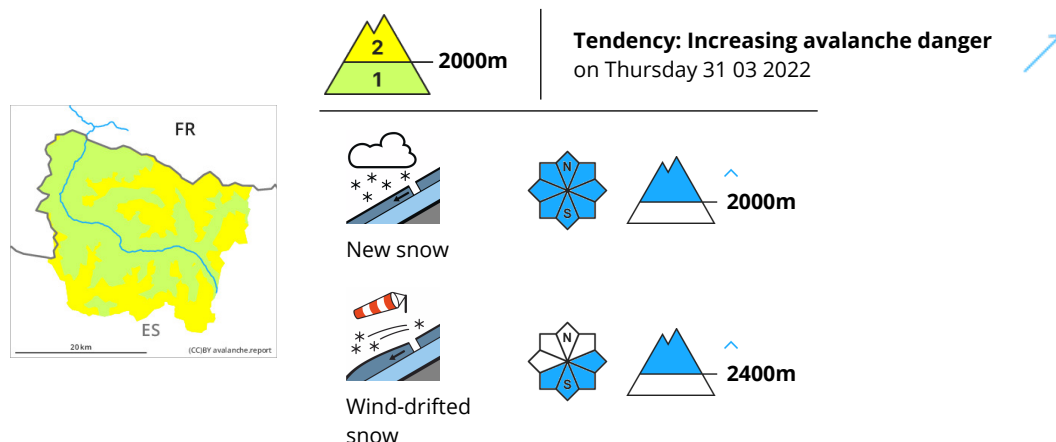 2
2000m
1
Tendency: Increasing avalanche danger
on Thursday 31 03 2022
FR
ES
20 km
(CC)BY avalanche.report
N
S
2000m
New snow
N
S
2400m
Wind-drifted
snow